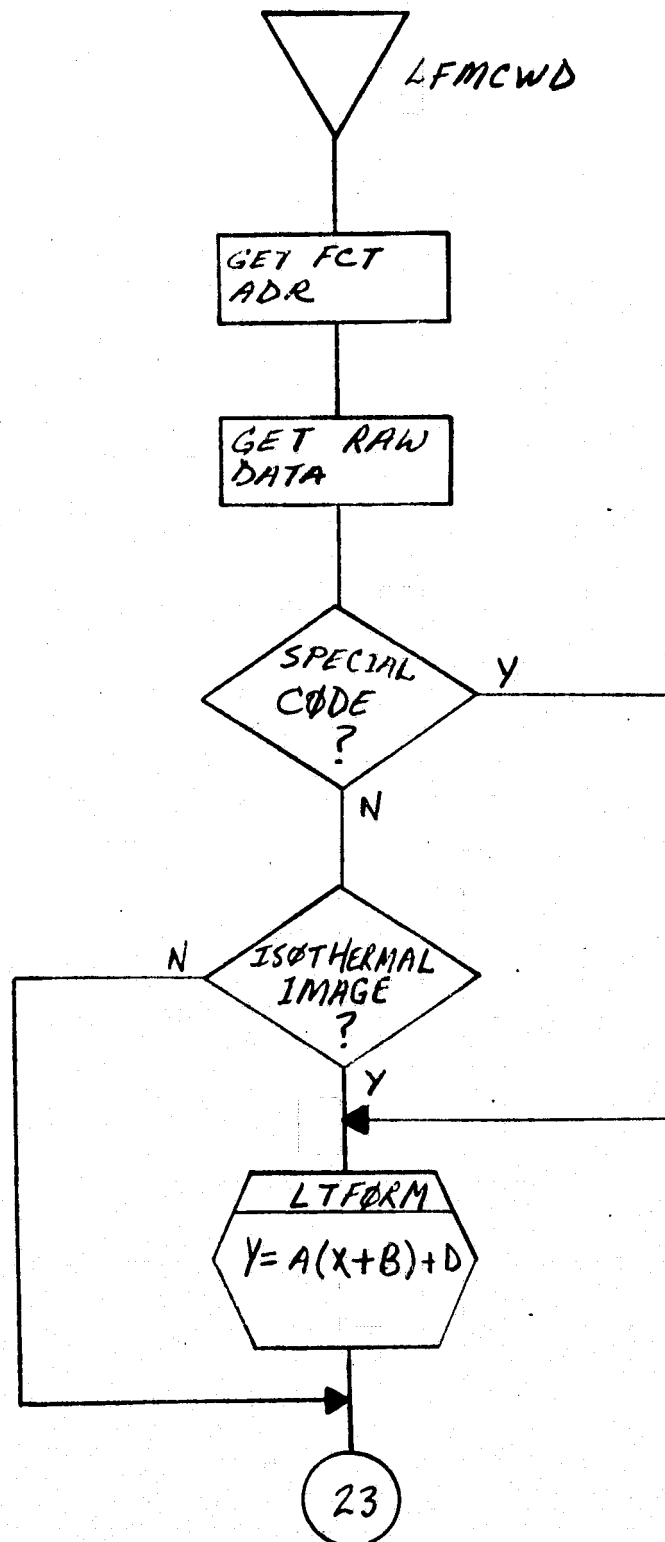 LFMCWD
GET FCT
ADR
GET RAW
DATA
SPECIAL
CØDE
?
Y
N
ISØTHERMAL
IMAGE
?
N
Y
LTFØRM
Y=A(X+B)+D
23